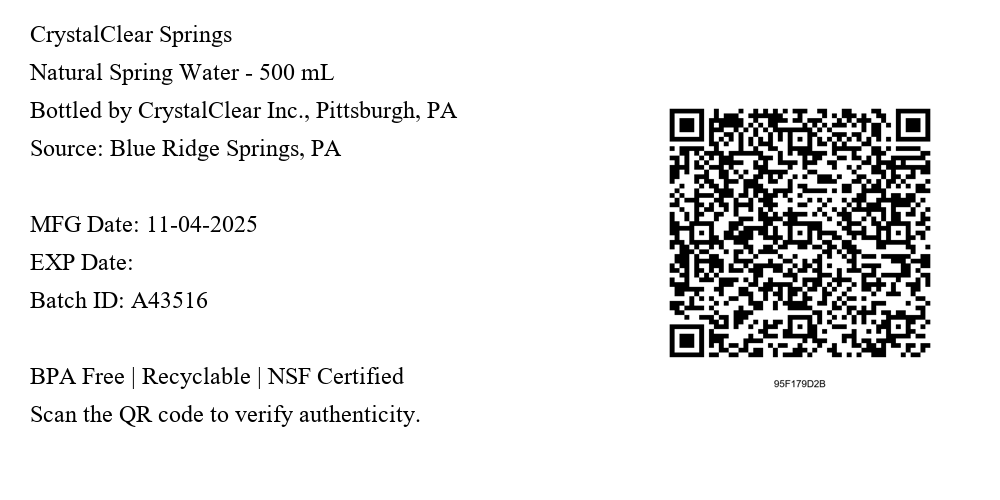 CrystalClear Springs
Natural Spring Water - 500 mL
Bottled by CrystalClear Inc., Pittsburgh, PA
Source: Blue Ridge Springs, PA
MFG Date: 11-04-2025
EXP Date:
Batch ID: A43516
BPA Free | Recyclable | NSF Certified
Scan the QR code to verify authenticity.
95F179D2B